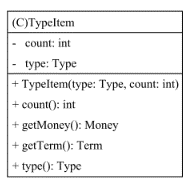 (C)TypeItem
- count: int
- type: Type
+ TypeItem(type: Type, count: int)
+ count(): int
+ getMoney(): Money
+ getTerm(): Term
+ type(): Type